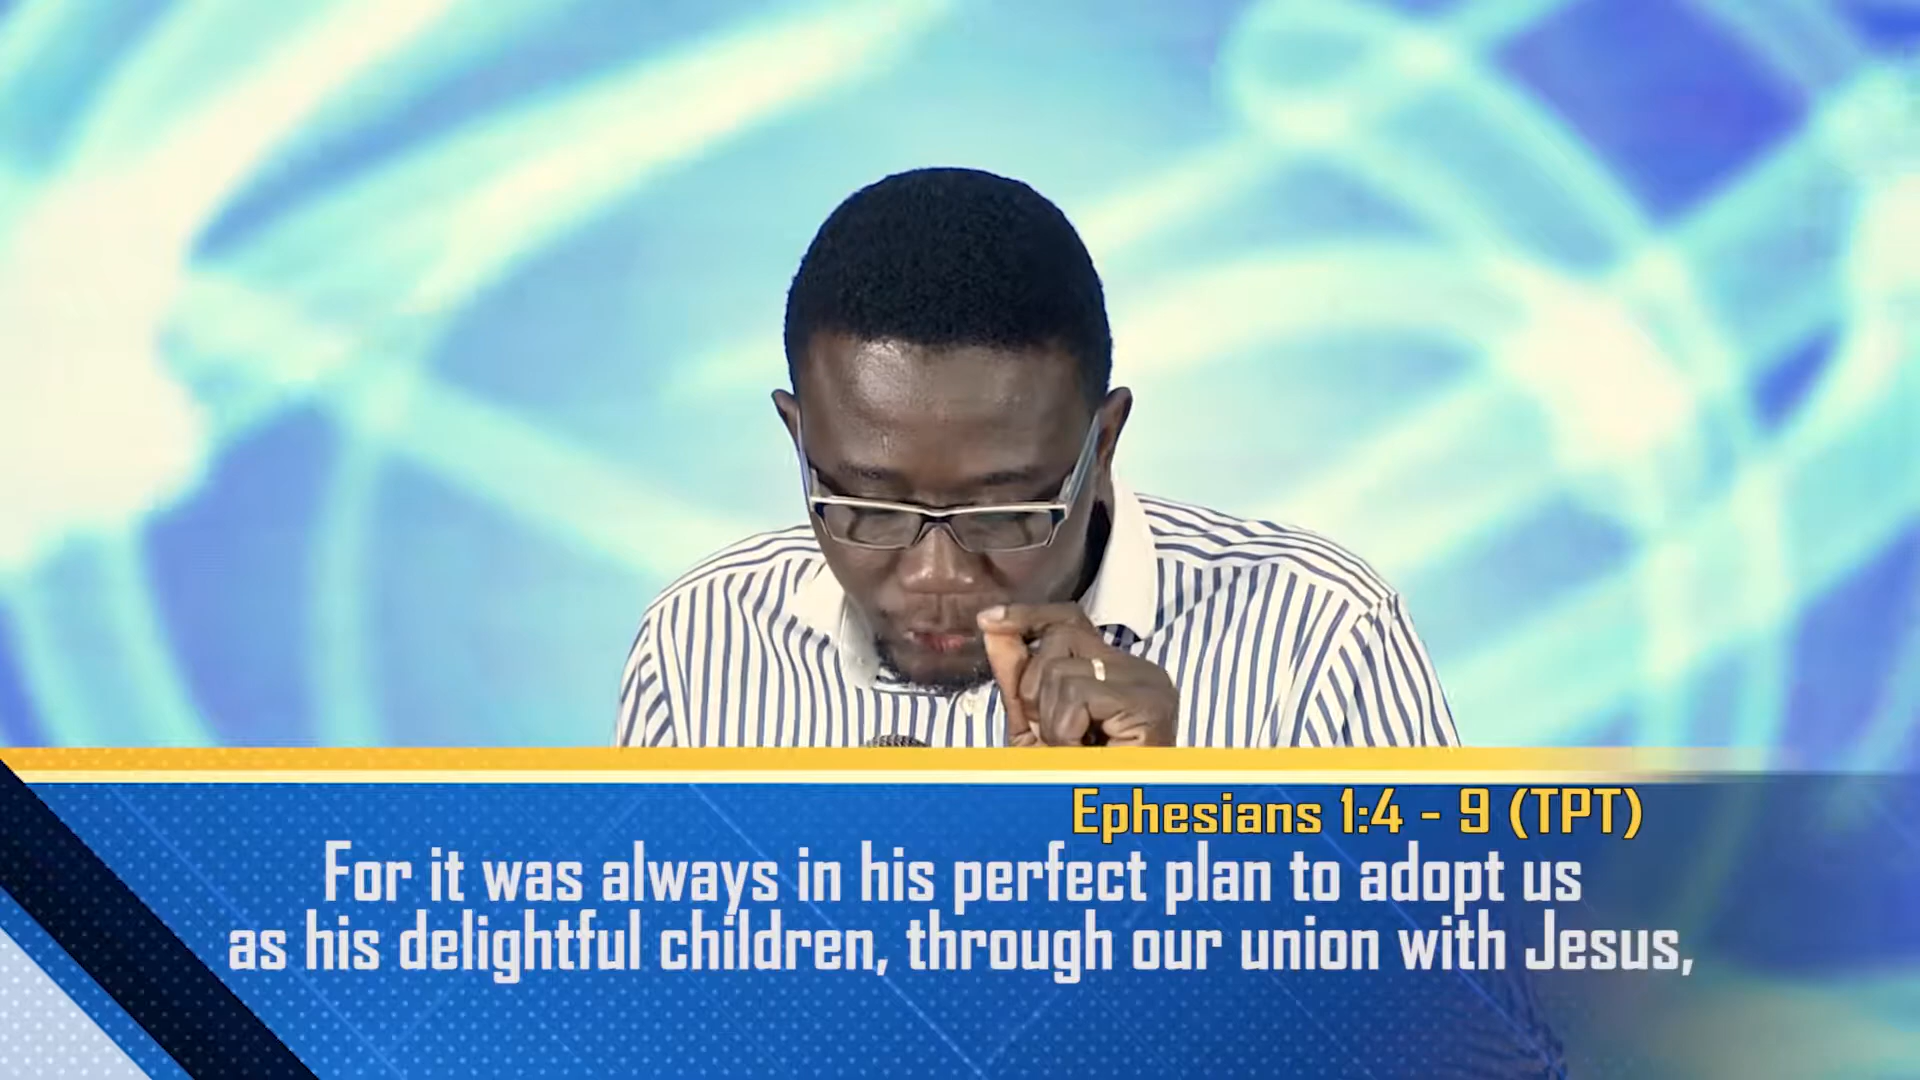 Ephesians 1:4 - 9 (TPT)
For it was always in his perfect plan to adopt us
as his delightful children, through our union with Jesus,